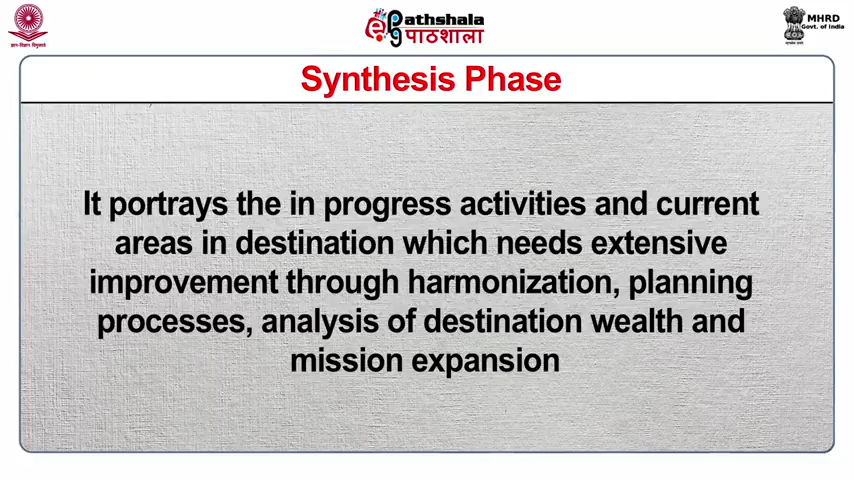 ePathshala
पाठशाला
MHRD
Govt. of India
Synthesis Phase
It portrays the in progress activities and current
areas in destination which needs extensive
improvement through harmonization, planning
processes, analysis of destination wealth and
mission expansion